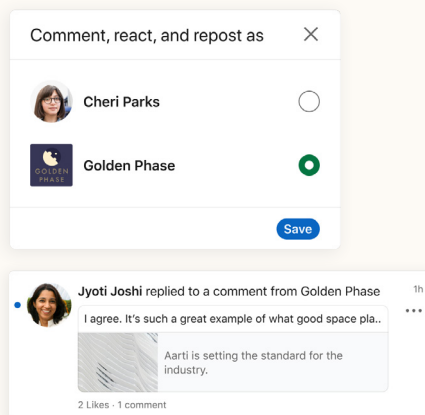 Comment, react, and repost as
Cheri Parks
GOLDEN
PHASE
Golden Phase
Save
Jyoti Joshi replied to a comment from Golden Phase
1h
I agree. It's such a great example of what good space pla..
Aarti is setting the standard for the
industry.
2 Likes · 1 comment